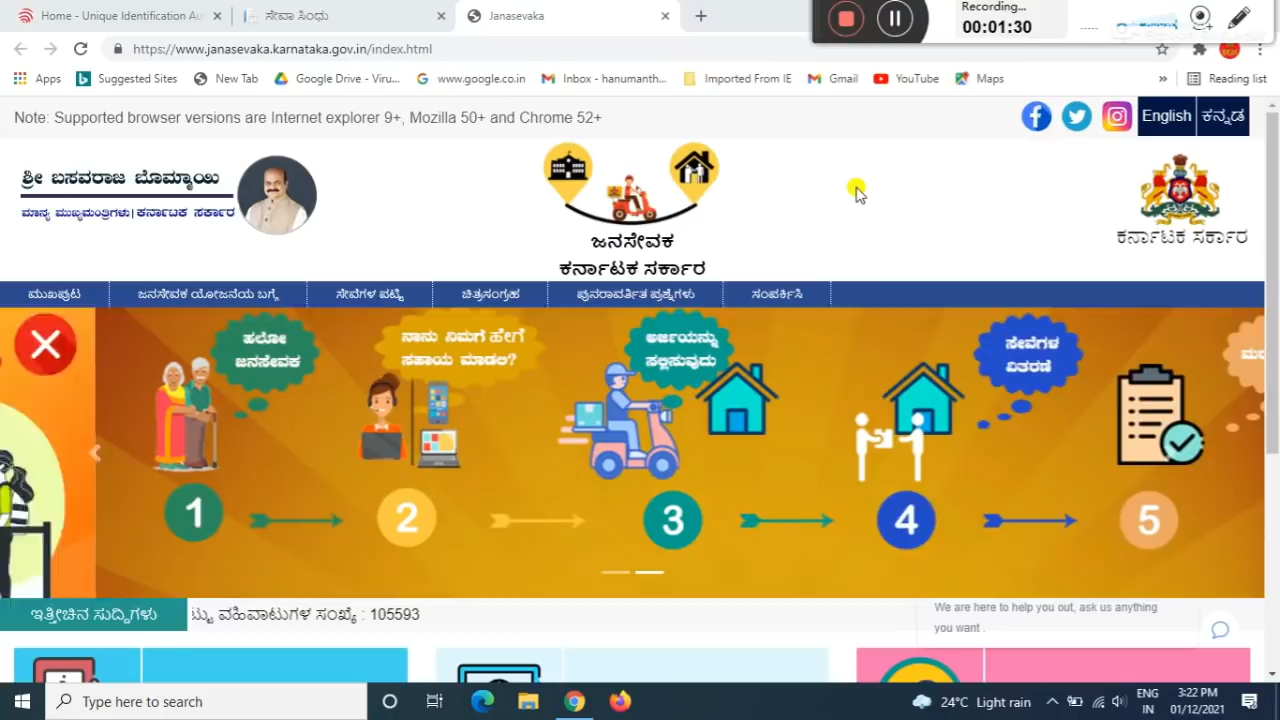 Home - Unique Identification Au
ಸೇವಾ ಸಿಂಧು
Janasevaka
Recording...
00:01:30
https://www.janasevaka.karnataka.gov.in/index.html
Apps
Suggested Sites
New Tab
Google Drive - Viru...
www.google.co.in
Inbox - hanumanth...
Imported From IE
Gmail
YouTube
Maps
»
Reading list
Note: Supported browser versions are Internet explorer 9+, Mozilla 50+ and Chrome 52+
English
ಕನ್ನಡ
ಶ್ರೀ ಬಸವರಾಜ ಬೊಮ್ಮಾಯಿ
ಮಾನ್ಯ ಮುಖ್ಯಮಂತ್ರಿಗಳು| ಕರ್ನಾಟಕ ಸರ್ಕಾರ
ಜನಸೇವಕ
ಕರ್ನಾಟಕ ಸರ್ಕಾರ
ಕರ್ನಾಟಕ ಸರ್ಕಾರ
ಮುಖಪುಟ
ಜನಸೇವಕ ಯೋಜನೆಯ ಬಗ್ಗೆ
ಸೇವೆಗಳ ಪಟ್ಟಿ
ಚಿತ್ರಸಂಗ್ರಹ
ಪುನರಾವರ್ತಿತ ಪ್ರಶ್ನೆಗಳು
ಸಂಪರ್ಕಿಸಿ
ಹಲೋ
ಜನಸೇವಕ
ನಾನು ನಿಮಗೆ ಹೇಗೆ
ಸಹಾಯ ಮಾಡಲಿ?
ಅರ್ಜಿಯನ್ನು
ಸಲ್ಲಿಸುವುದು
ಸೇವೆಗಳ
ವಿತರಣೆ
1
2
3
4
5
ಇತ್ತೀಚಿನ ಸುದ್ದಿಗಳು
ಟ್ಟು ವಹಿವಾಟುಗಳ ಸಂಖ್ಯೆ : 105593
We are here to help you out, ask us anything
you want .
Type here to search
24°C Light rain
ENG
IN
3:22 PM
01/12/2021